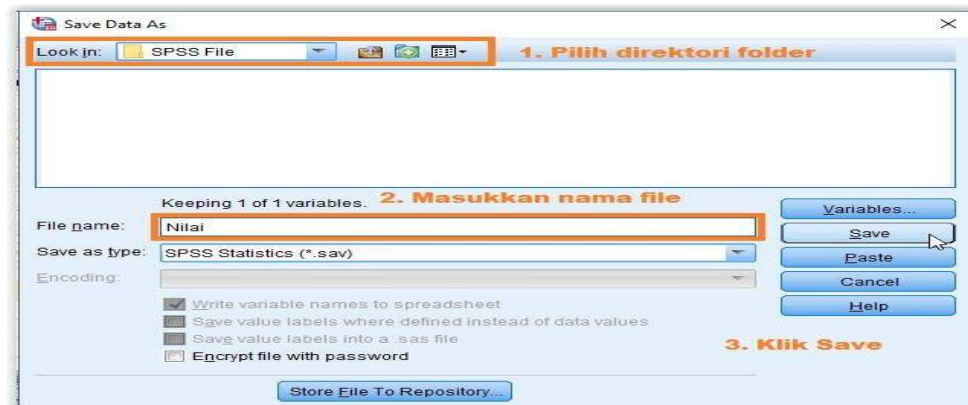 Save Data As
Look in: SPSS File 1. Pilih direktori folder
Keeping 1 of 1 variables. 2. Masukkan nama file
File name: Nilai
Save as type: SPSS Statistics (*.sav)
Encoding:
Variables...
Save
Paste
Cancel
Help
Write variable names to spreadsheet
Save value labels where defined instead of data values
Save value labels into a .sas file
Encrypt file with password
3. Klik Save
Store File To Repository...